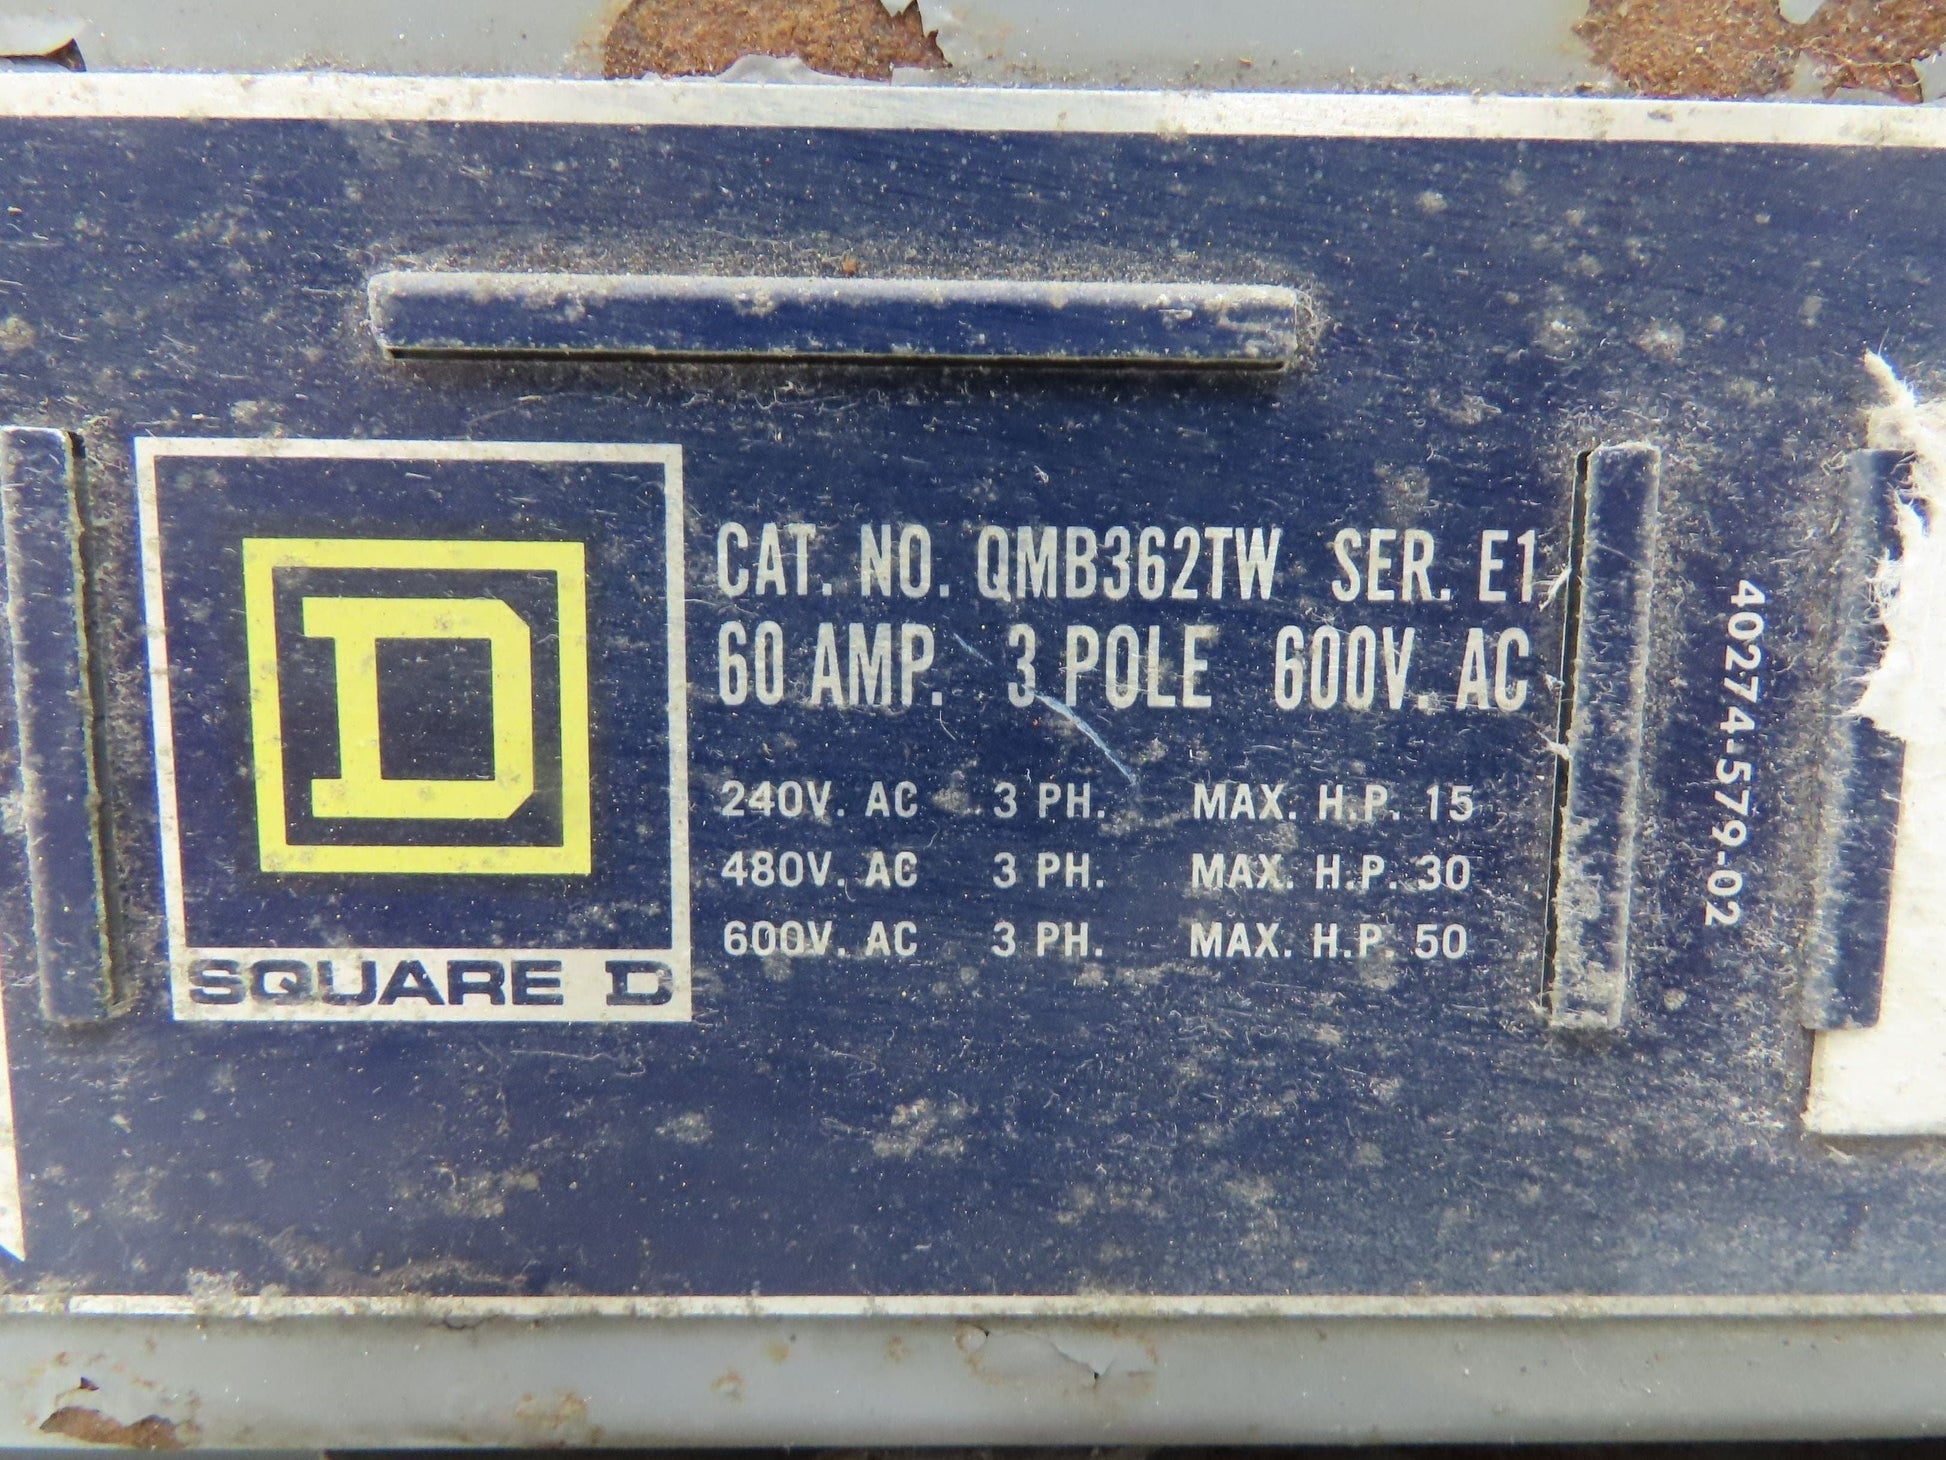 D
SQUARE D
CAT. NO. QMB362TW SER. E1
60 AMP. 3 POLE 600V. AC
240V. AC 3 PH. MAX. H.P. 15
480V. AC 3 PH. MAX. H.P. 30
600V. AC 3 PH. MAX. H.P. 50
40274-579-02